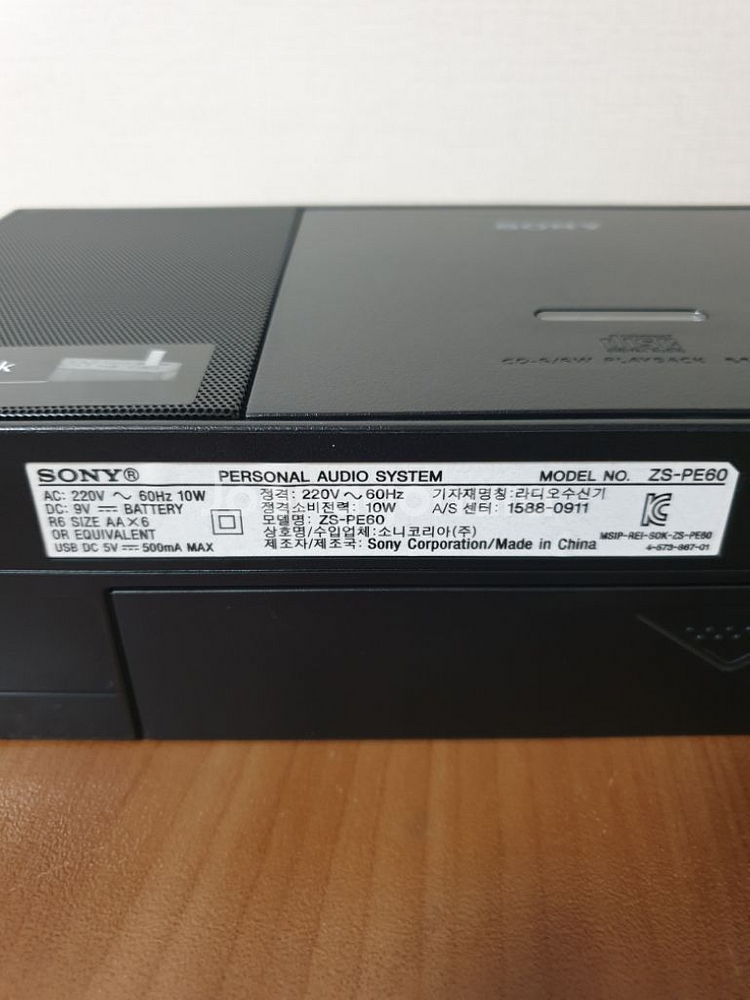 SONY
CD-R/RW PLAYBACK
SONY® PERSONAL AUDIO SYSTEM MODEL NO. ZS-PE60
AC: 220V ～ 60Hz 10W
DC: 9V ⎓ BATTERY
R6 SIZE AA×6
OR EQUIVALENT
USB DC 5V ⎓ 500mA MAX
정격: 220V ～ 60Hz 기자재명칭:라디오수신기
정격소비전력: 10W A/S 센터: 1588-0911
모델명: ZS-PE60
상호명/수입업체:소니코리아(주)
제조자/제조국: Sony Corporation/Made in China
MSIP-REI-SOK-ZS-PE60
4-573-867-01